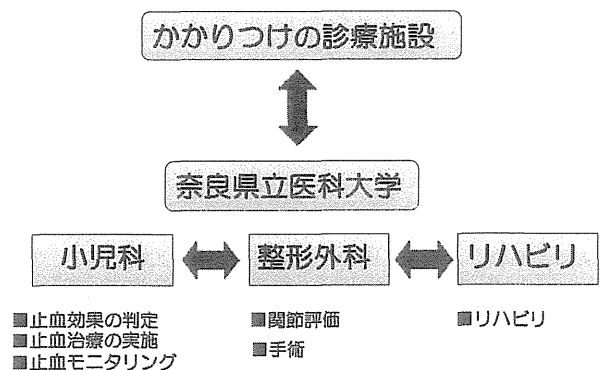 かかりつけの診療施設
奈良県立医科大学
小児科
整形外科
リハビリ
■止血効果の判定
■止血治療の実施
■止血モニタリング
■関節評価
■手術
■リハビリ